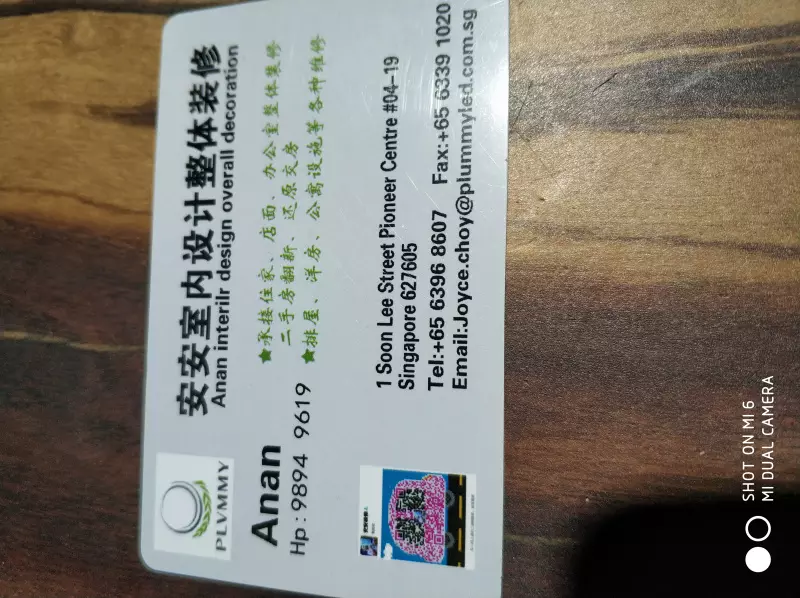 安安室内设计整体装修
Anan interilr design overall decoration
★承接住家、店面、办公室整体装修
二手房翻新、还原交房
★排屋、洋房、公寓设施等各种维修
PLVMMY
Anan
Hp:9894 9619
1 Soon Lee Street Pioneer Centre #04-19
Singapore 627605
Tel:+65 6396 8607 Fax:+65 6339 1020
Email:Joyce.choy@plummyled.com.sg
SHOT ON MI 6
MI DUAL CAMERA